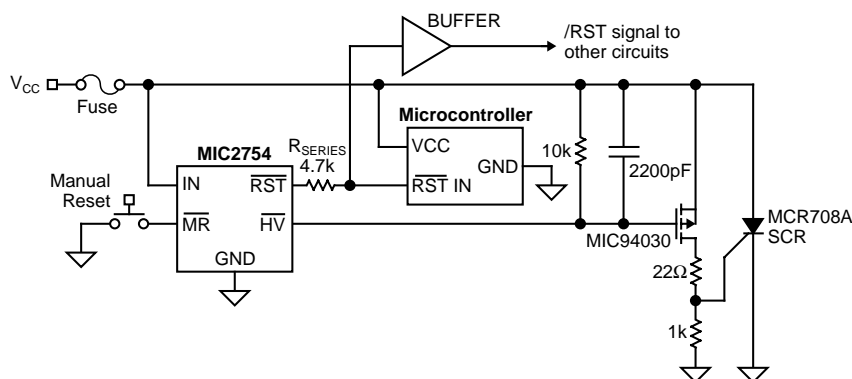 BUFFER
/RST signal to
other circuits
VCC
Fuse
Microcontroller
MIC2754
RSERIES
4.7k
VCC
GND
RST IN
10k
2200pF
Manual
Reset
IN
RST
MR
HV
GND
MIC94030
MCR708A
SCR
22Ω
1k